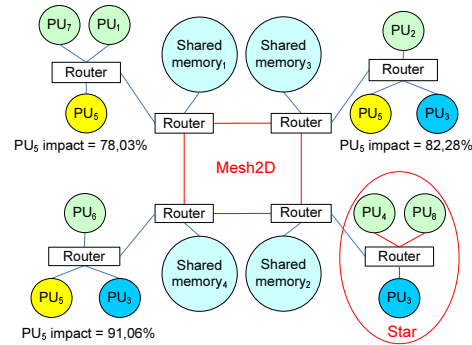 PU7 PU1
Router
PU5
PU5 impact = 78,03%
Shared
memory1
Shared
memory3
PU2
Router
PU5 PU3
PU5 impact = 82,28%
Router
Router
Mesh2D
Router
Router
PU6
Router
PU5 PU3
PU5 impact = 91,06%
Shared
memory4
Shared
memory2
PU4 PU8
Router
PU3
Star